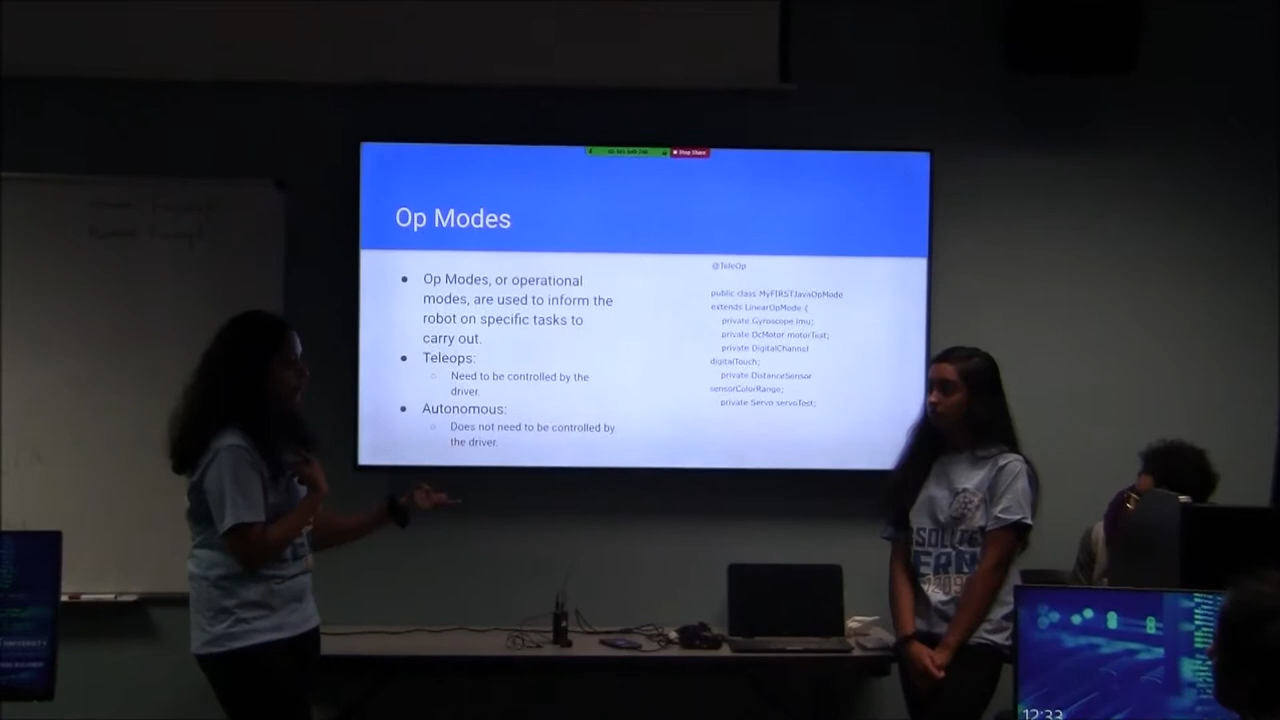 Stop Share
Op Modes
Op Modes, or operational
modes, are used to inform the
robot on specific tasks to
carry out.
Teleops:
Need to be controlled by the
driver.
Autonomous:
Does not need to be controlled by
the driver.
@TeleOp
public class MyFIRSTJavaOpMode
extends LinearOpMode {
private Gyroscope imu;
private DcMotor motorTest;
private DigitalChannel
digitalTouch;
private DistanceSensor
sensorColorRange;
private Servo servoTest;
UNIVERSITY
12:33